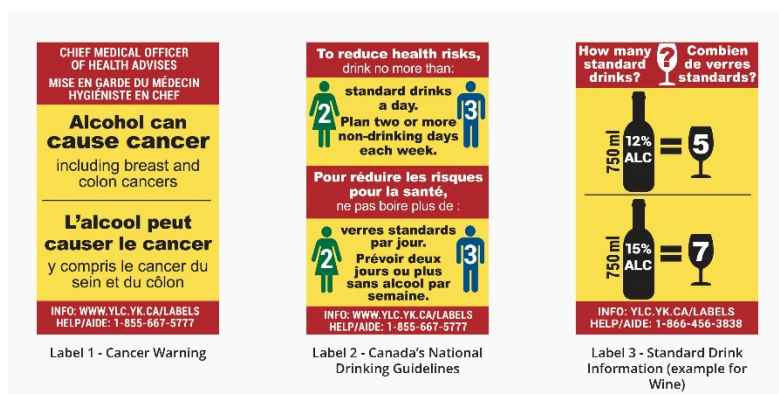 CHIEF MEDICAL OFFICER
OF HEALTH ADVISES
MISE EN GARDE DU MÉDECIN
HYGIÉNISTE EN CHEF
Alcohol can
cause cancer
including breast and
colon cancers
L'alcool peut
causer le cancer
y compris le cancer du
sein et du côlon
INFO: WWW.YLC.YK.CA/LABELS
HELP/AIDE: 1-855-667-5777
Label 1 - Cancer Warning
To reduce health risks,
drink no more than:
2
standard drinks
a day.
Plan two or more
non-drinking days
each week.
3
Pour réduire les risques
pour la santé,
ne pas boire plus de :
2
verres standards
par jour.
Prévoir deux
jours ou plus
sans alcool par
semaine.
3
INFO: WWW.YLC.YK.CA/LABELS
HELP/AIDE: 1-855-667-5777
Label 2 - Canada's National
Drinking Guidelines
How many
standard
drinks?
?
Combien
de verres
standards?
750 ml
12%
ALC
= 5
750 ml
15%
ALC
= 7
INFO: YLC.YK.CA/LABELS
HELP/AIDE: 1-866-456-3838
Label 3 - Standard Drink
Information (example for
Wine)